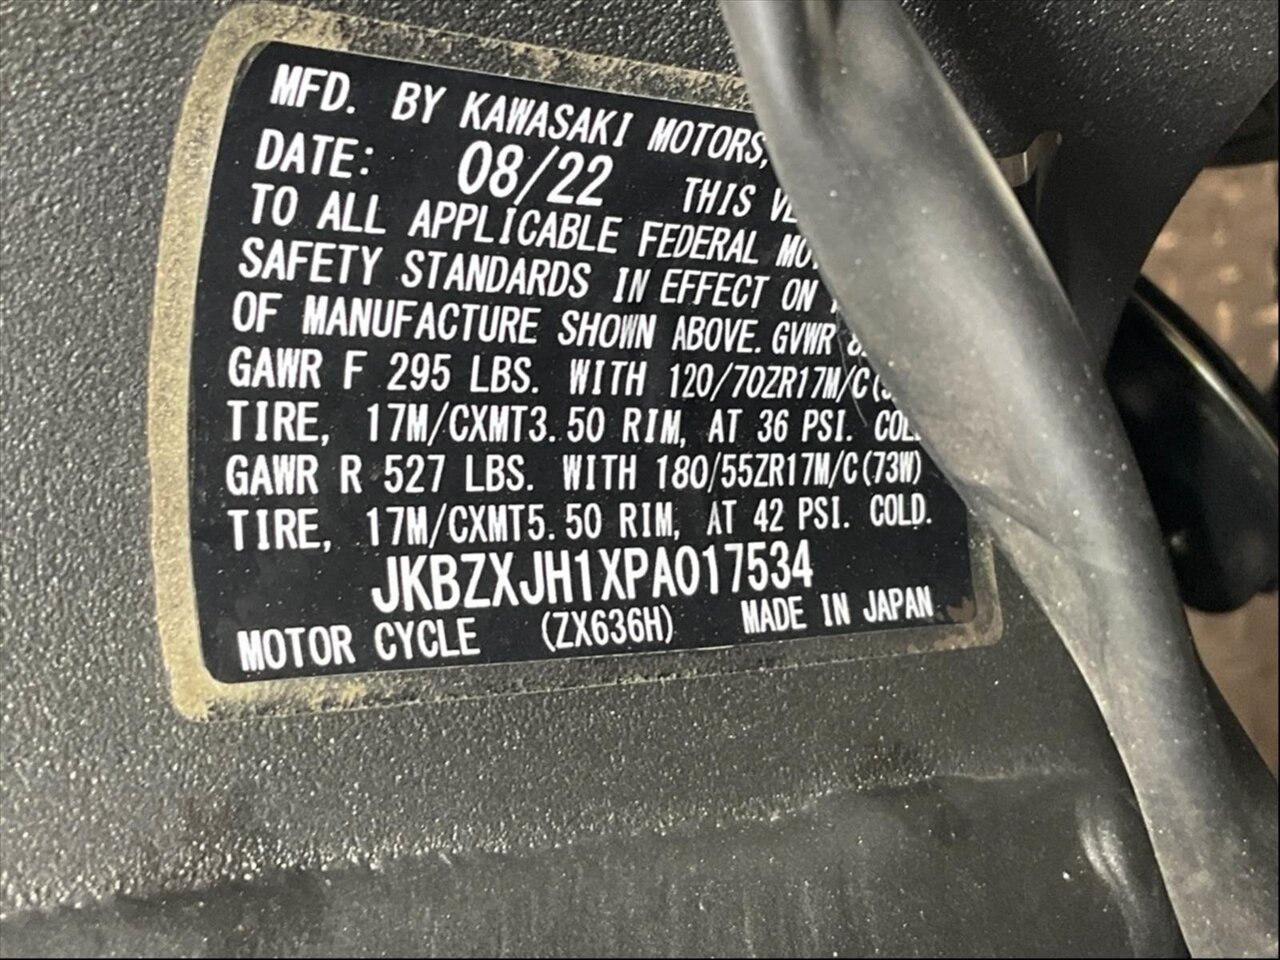 MFD. BY KAWASAKI MOTORS,
DATE: 08/22 THIS
TO ALL APPLICABLE FEDERAL
SAFETY STANDARDS IN EFFECT ON
OF MANUFACTURE SHOWN ABOVE. GVWR
GAWR F 295 LBS. WITH 120/70ZR17M/C
TIRE, 17M/CXMT3.50 RIM, AT 36 PSI.
GAWR R 527 LBS. WITH 180/55ZR17M/C(73W)
TIRE, 17M/CXMT5.50 RIM, AT 42 PSI. COLD.
JKBZXJH1XPA017534
MOTOR CYCLE (ZX636H) MADE IN JAPAN